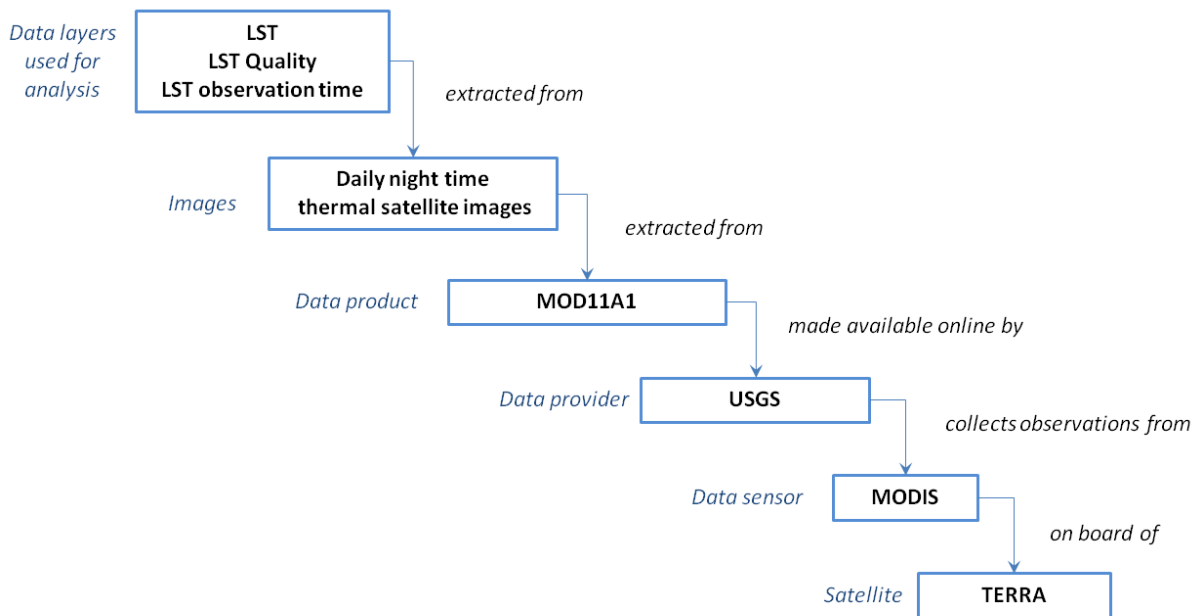 Data layers
used for
analysis
LST
LST Quality
LST observation time
extracted from
Images
Daily night time
thermal satellite images
extracted from
Data product
MOD11A1
made available online by
Data provider
USGS
collects observations from
Data sensor
MODIS
on board of
Satellite
TERRA